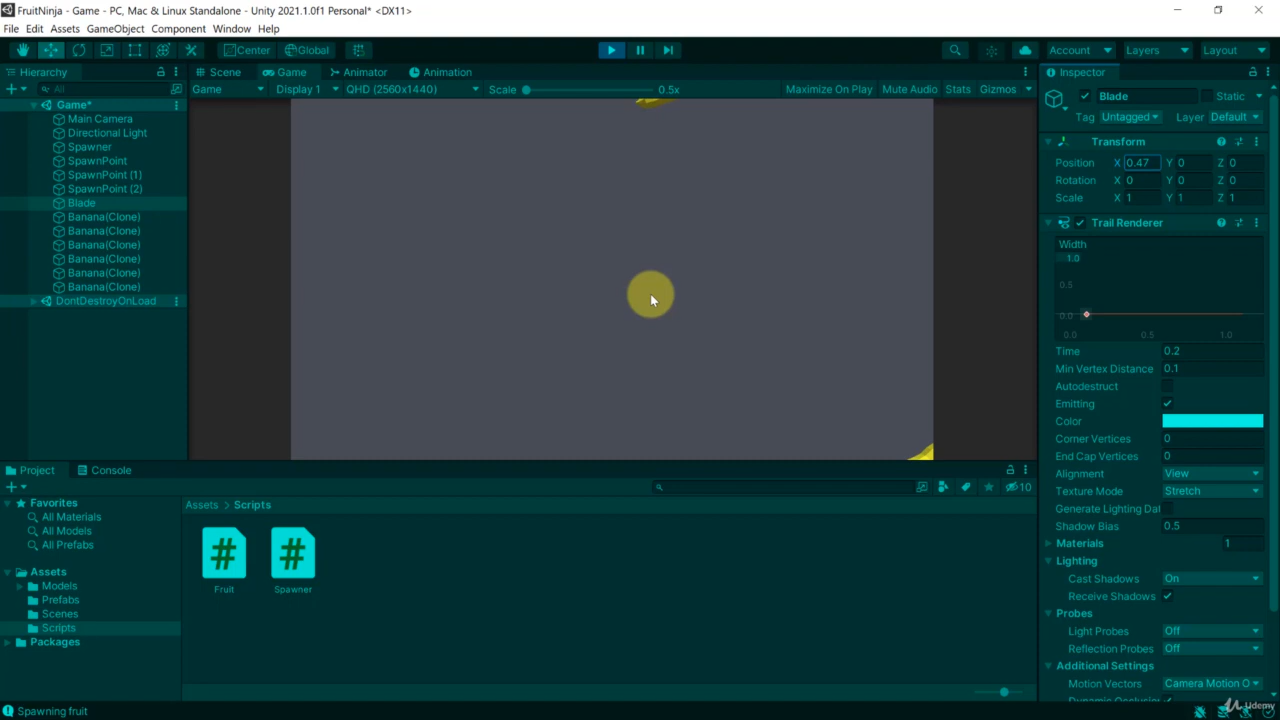 FruitNinja - Game - PC, Mac & Linux Standalone - Unity 2021.1.0f1 Personal* <DX11>
File Edit Assets GameObject Component Window Help
Center Global Account Layers Layout
Hierarchy
All
Game*
Main Camera
Directional Light
Spawner
SpawnPoint
SpawnPoint (1)
SpawnPoint (2)
Blade
Banana(Clone)
Banana(Clone)
Banana(Clone)
Banana(Clone)
Banana(Clone)
Banana(Clone)
DontDestroyOnLoad
Scene Game Animator Animation
Game Display 1 QHD (2560x1440) Scale 0.5x Maximize On Play Mute Audio Stats Gizmos
Inspector
Blade Static
Tag Untagged Layer Default
Transform
Position X 0.47 Y 0 Z 0
Rotation X 0 Y 0 Z 0
Scale X 1 Y 1 Z 1
Trail Renderer
Width
1.0
0.5
0.0
0.0 0.5 1.0
Time 0.2
Min Vertex Distance 0.1
Autodestruct
Emitting
Color
Corner Vertices 0
End Cap Vertices 0
Alignment View
Texture Mode Stretch
Generate Lighting Dat
Shadow Bias 0.5
Materials 1
Lighting
Cast Shadows On
Receive Shadows
Probes
Light Probes Off
Reflection Probes Off
Additional Settings
Motion Vectors Camera Motion O
Dynamic Occlusion
Project Console
10
Favorites
All Materials
All Models
All Prefabs
Assets
Models
Prefabs
Scenes
Scripts
Packages
Assets > Scripts
#
#
Fruit
Spawner
Spawning fruit
Udemy